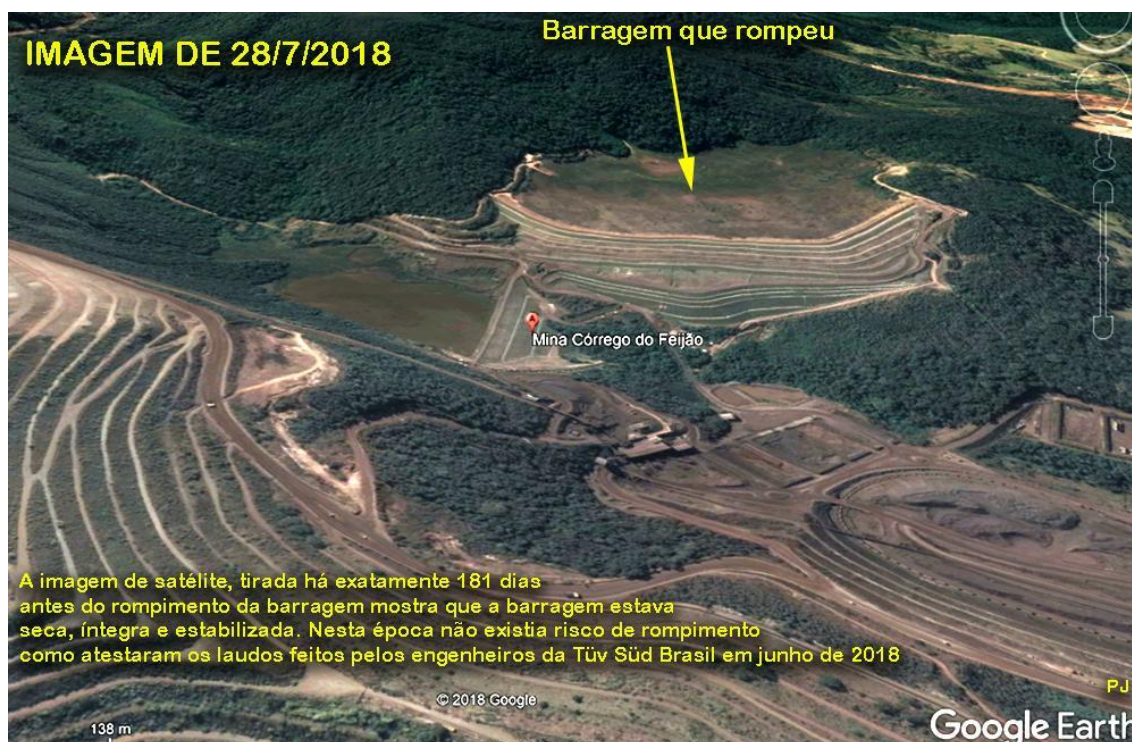 IMAGEM DE 28/7/2018
Barragem que rompeu
A
Mina Córrego do Feijão
A imagem de satélite, tirada há exatamente 181 dias
antes do rompimento da barragem mostra que a barragem estava
seca, íntegra e estabilizada. Nesta época não existia risco de rompimento
como atestaram os laudos feitos pelos engenheiros da Tüv Süd Brasil em junho de 2018
PJ
© 2018 Google
138 m
Google Earth